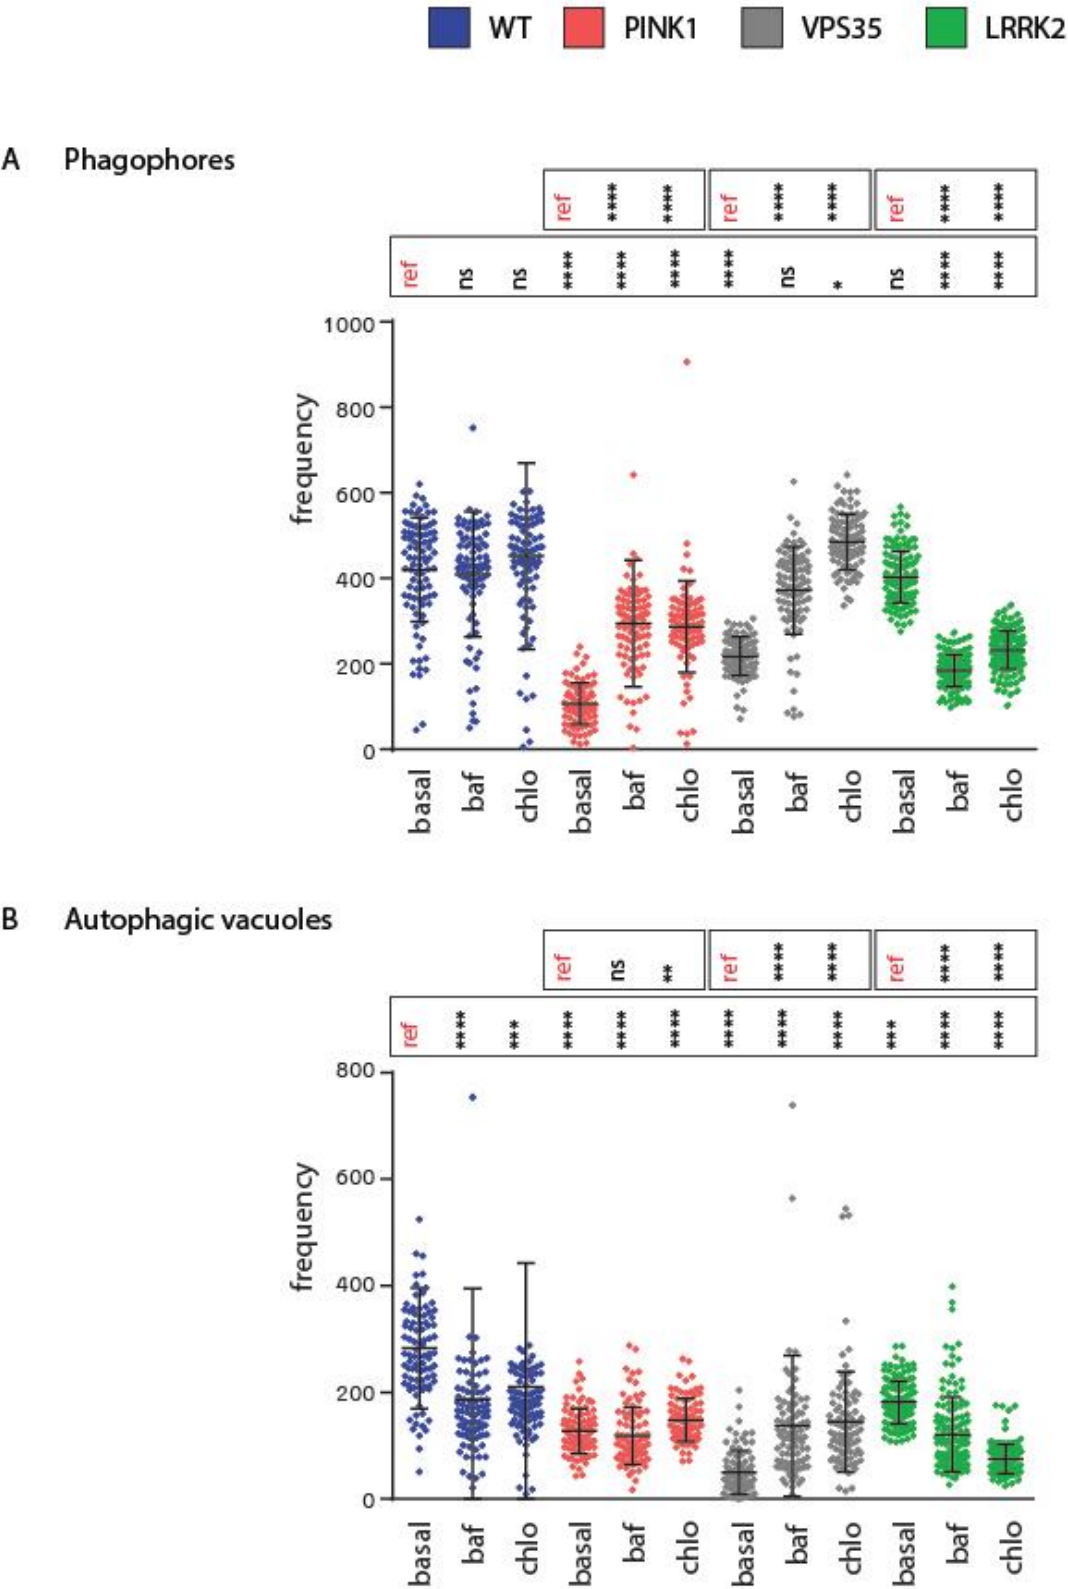 WT PINK1 VPS35 LRRK2
A Phagophores
ref **** **** ref **** **** ref **** ****
ref ns ns **** **** **** **** ns * ns **** ****
1000
800
600
400
200
0
frequency
basal baf chlo basal baf chlo basal baf chlo basal baf chlo
B Autophagic vacuoles
ref ns ** ref **** **** ref **** ****
ref **** *** **** **** **** **** **** **** *** **** ****
800
600
400
200
0
frequency
basal baf chlo basal baf chlo basal baf chlo basal baf chlo